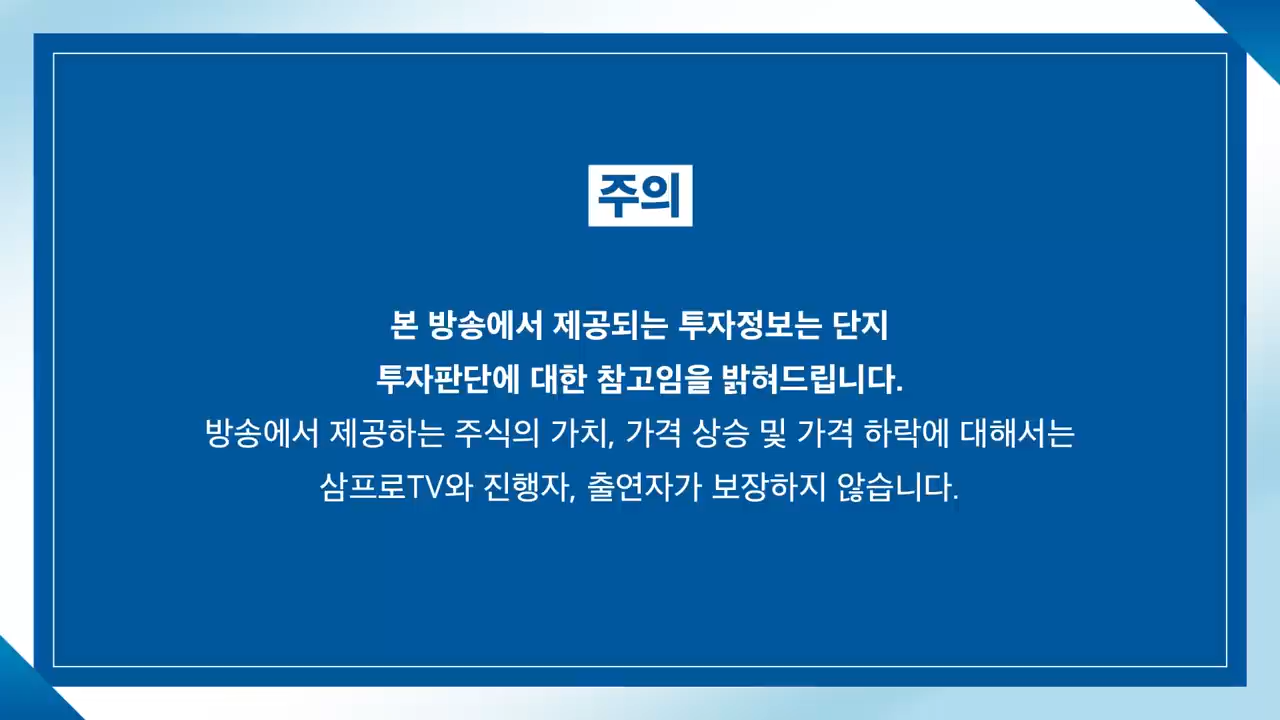 주의
본 방송에서 제공되는 투자정보는 단지
투자판단에 대한 참고임을 밝혀드립니다.
방송에서 제공하는 주식의 가치, 가격 상승 및 가격 하락에 대해서는
삼프로TV와 진행자, 출연자가 보장하지 않습니다.